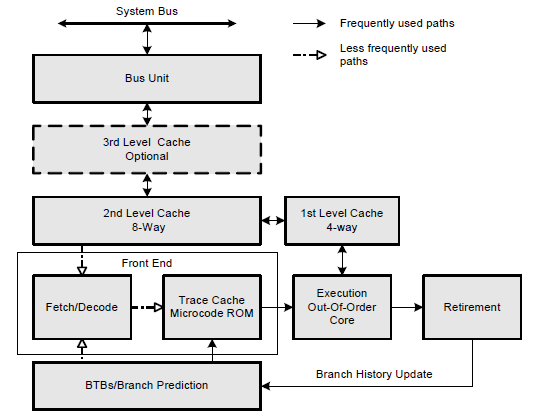 System Bus
Frequently used paths
Less frequently used
paths
Bus Unit
3rd Level Cache
Optional
2nd Level Cache
8-Way
1st Level Cache
4-way
Front End
Fetch/Decode
Trace Cache
Microcode ROM
Execution
Out-Of-Order
Core
Retirement
Branch History Update
BTBs/Branch Prediction